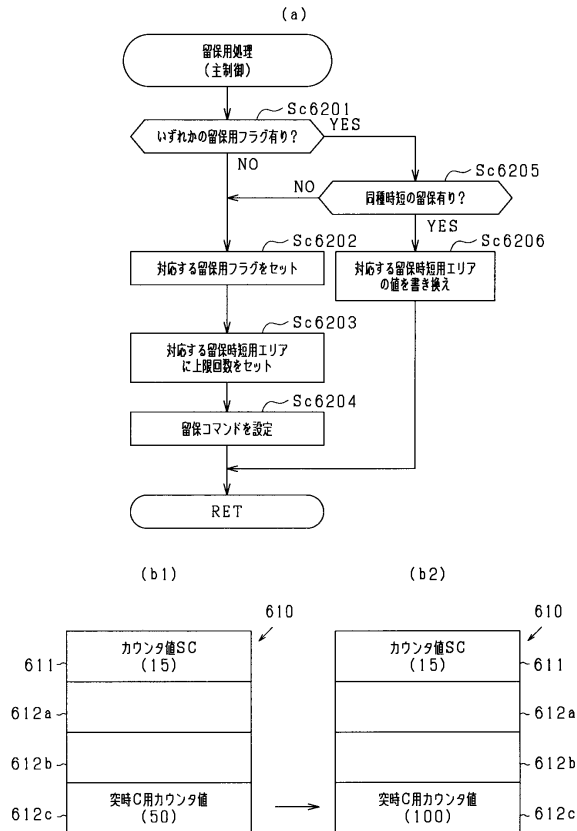 (a)
留保用処理
(主制御)
Sc6201
いずれかの留保用フラグ有り?
YES
NO
Sc6205
NO
同種時短の留保有り?
YES
Sc6202
対応する留保用フラグをセット
Sc6206
対応する留保時短用エリア
の値を書き換え
Sc6203
対応する留保時短用エリア
に上限回数をセット
Sc6204
留保コマンドを設定
RET
(b1)
(b2)
610
610
カウンタ値SC
(15)
カウンタ値SC
(15)
611
611
612a
612a
612b
612b
突時C用カウンタ値
(50)
突時C用カウンタ値
(100)
612c
612c